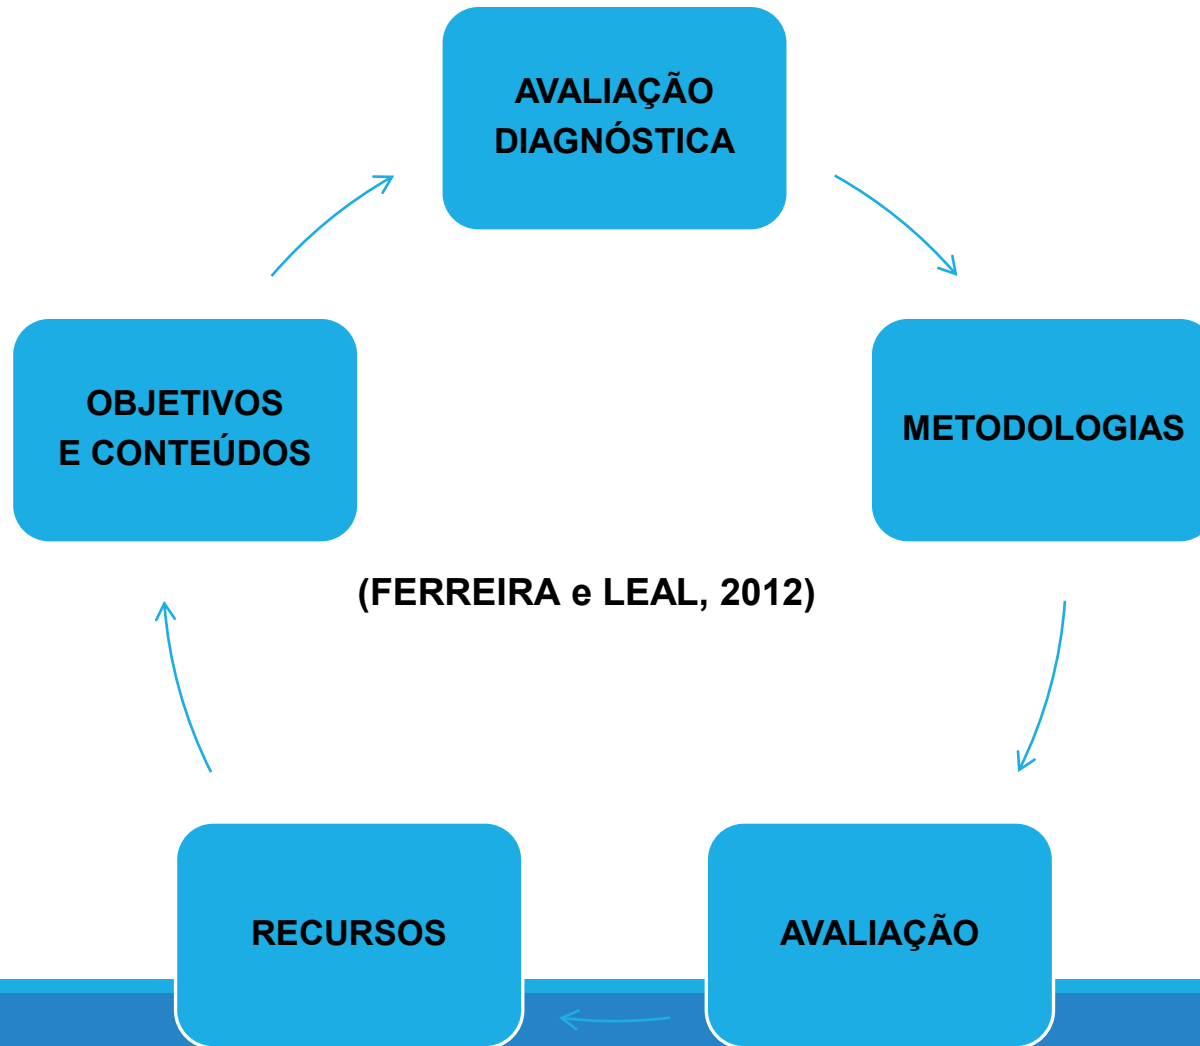 AVALIAÇÃO
DIAGNÓSTICA
OBJETIVOS
E CONTEÚDOS
METODOLOGIAS
(FERREIRA e LEAL, 2012)
RECURSOS
AVALIAÇÃO